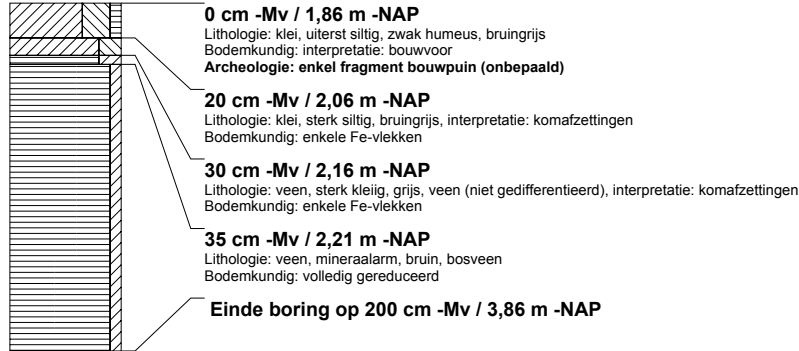 0 cm -Mv / 1,86 m -NAP
Lithologie: klei, uiterst siltig, zwak humeus, bruingrijs
Bodemkundig: interpretatie: bouwvoor
Archeologie: enkel fragment bouwpuin (onbepaald)
20 cm -Mv / 2,06 m -NAP
Lithologie: klei, sterk siltig, bruingrijs, interpretatie: komafzettingen
Bodemkundig: enkele Fe-vlekken
30 cm -Mv / 2,16 m -NAP
Lithologie: veen, sterk kleiig, grijs, veen (niet gedifferentieerd), interpretatie: komafzettingen
Bodemkundig: enkele Fe-vlekken
35 cm -Mv / 2,21 m -NAP
Lithologie: veen, mineraalarm, bruin, bosveen
Bodemkundig: volledig gereduceerd
Einde boring op 200 cm -Mv / 3,86 m -NAP